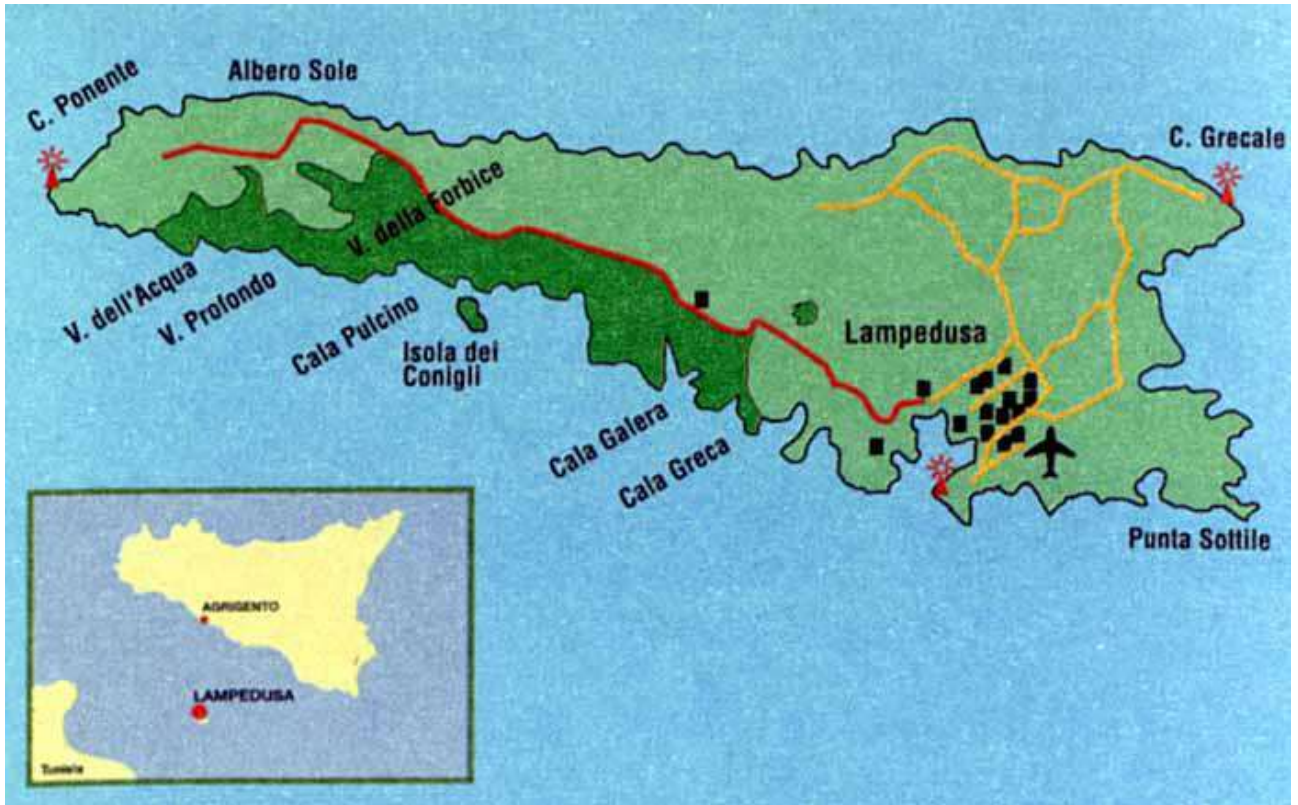 Albero Sole
C. Ponente
C. Grecale
V. della Forbice
V. dell'Acqua
V. Profondo
Cala Pulcino
Isola dei
Conigli
Lampedusa
Cala Galera
Cala Greca
Punta Sottile
AGRIGENTO
LAMPEDUSA
Tunisia